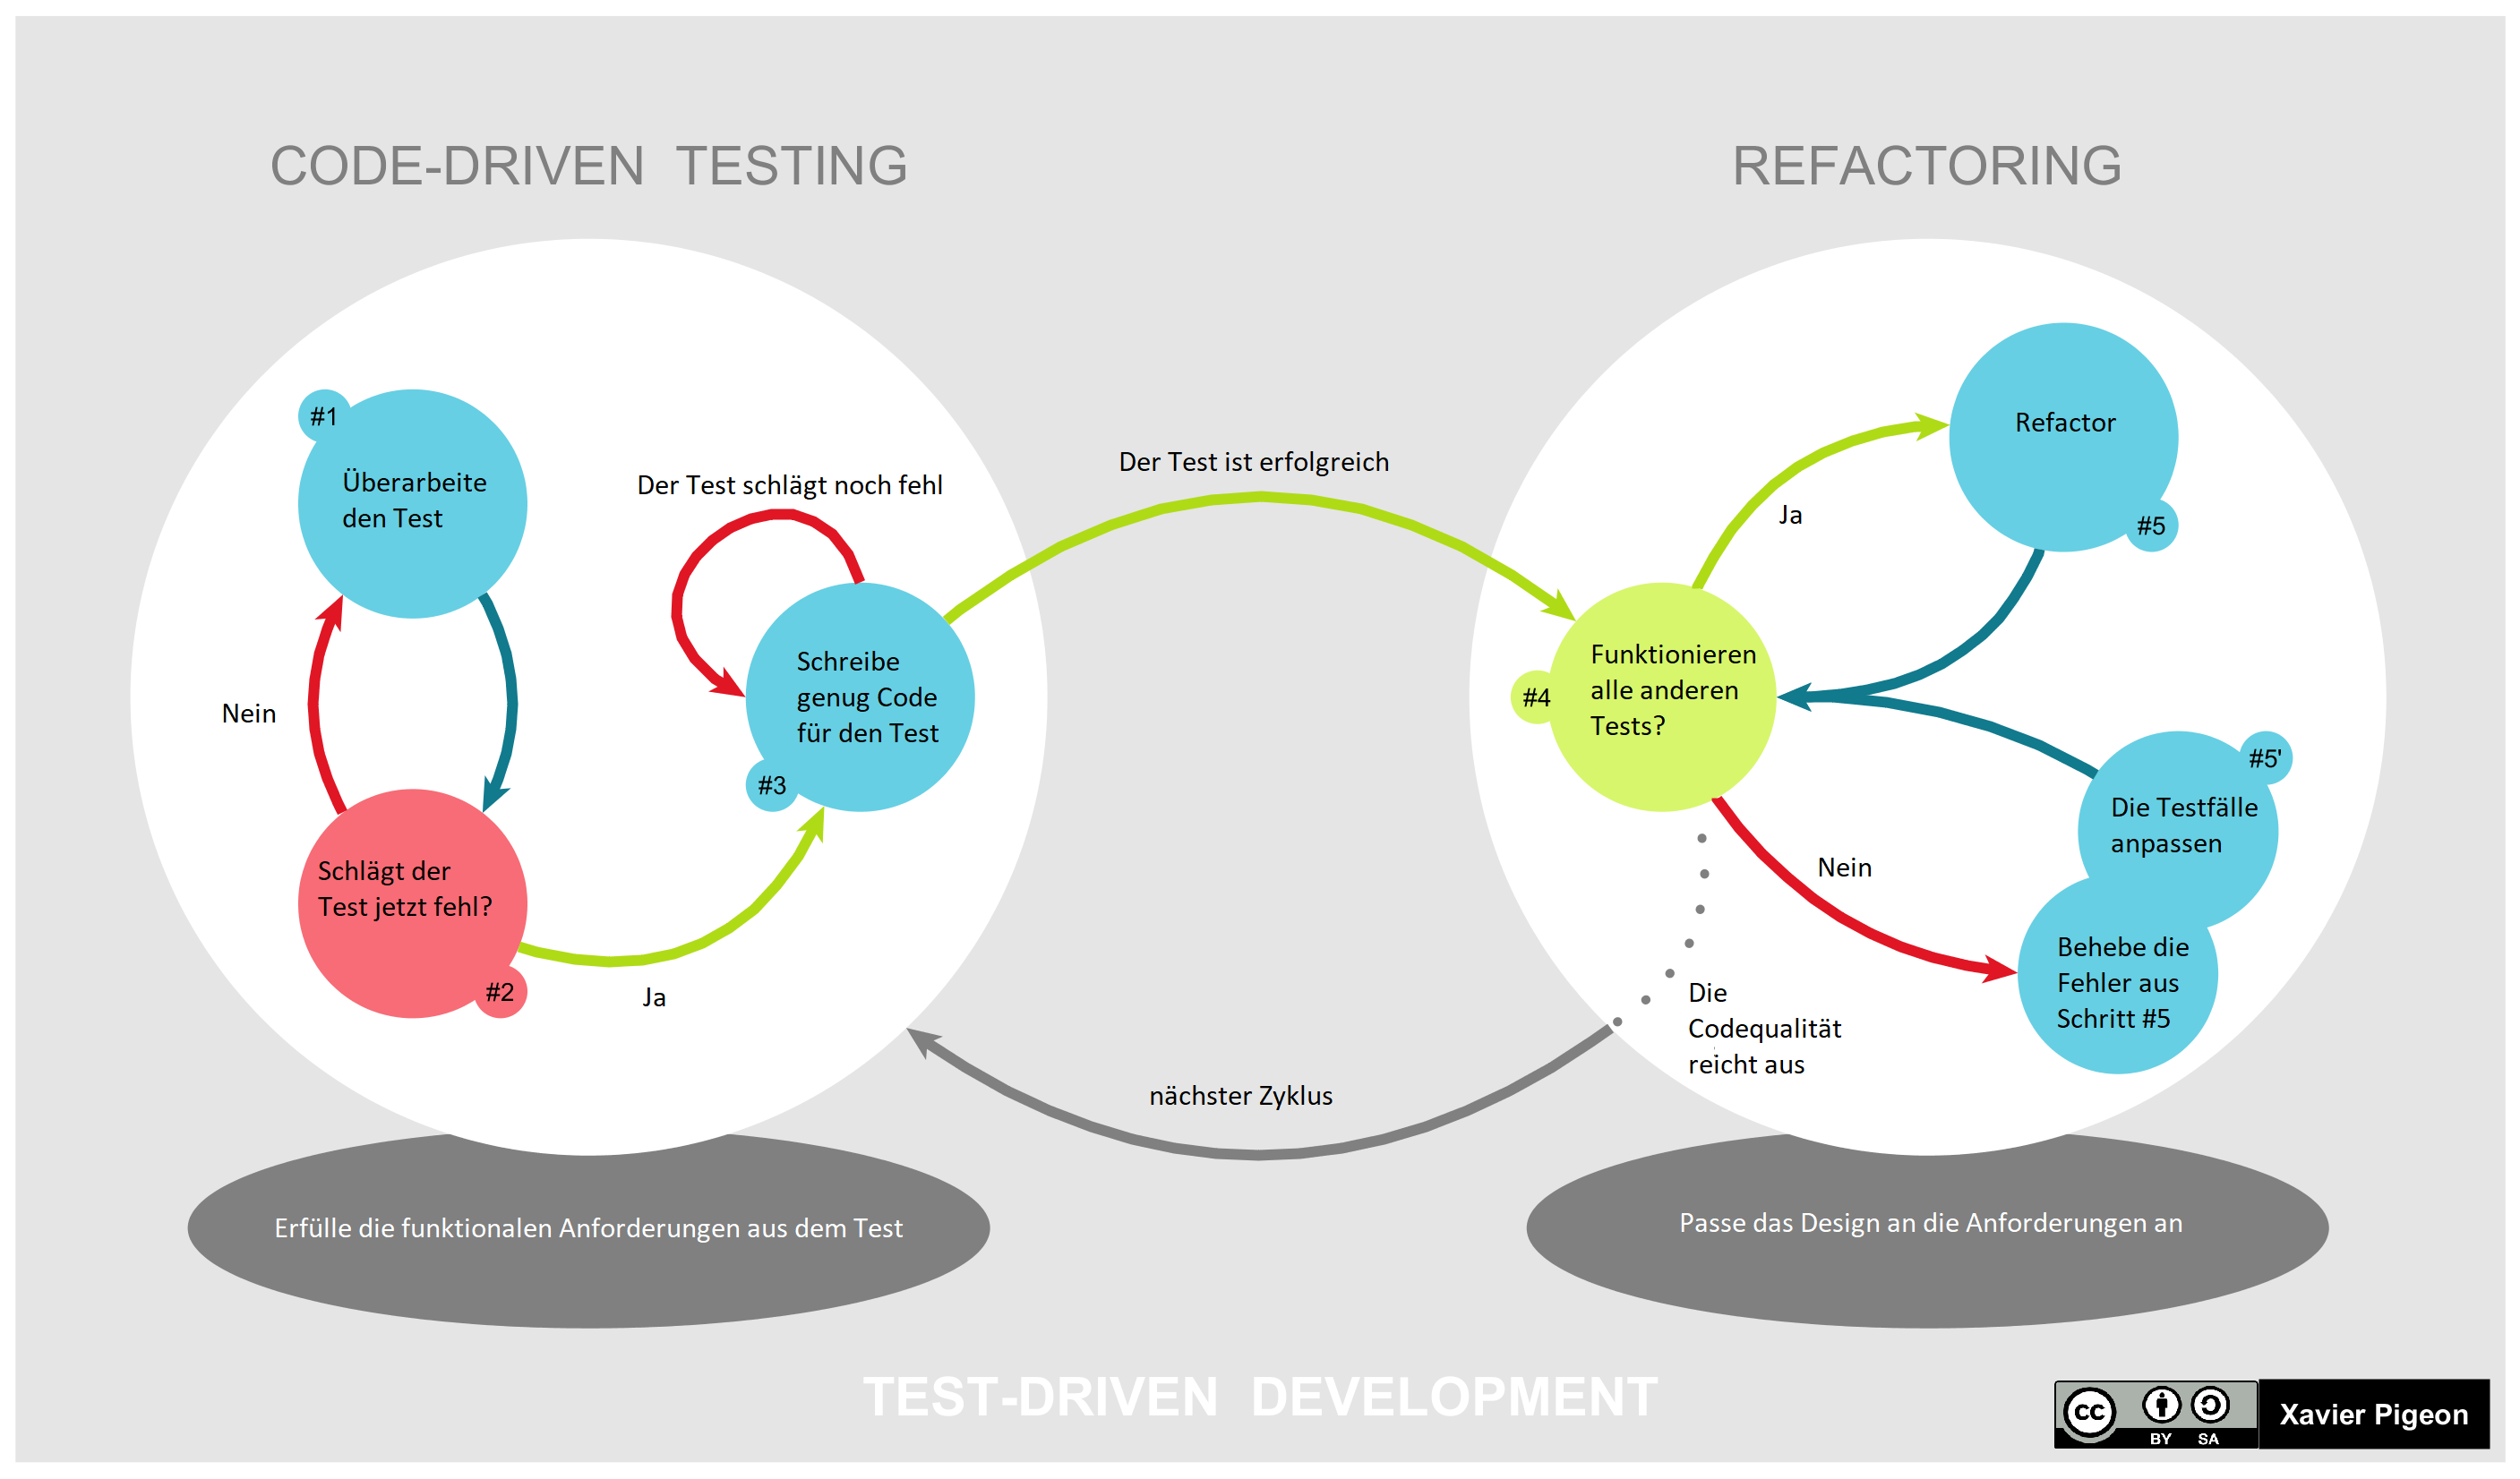 CODE-DRIVEN TESTING
REFACTORING
#1
Überarbeite
den Test
Der Test schlägt noch fehl
Der Test ist erfolgreich
Refactor
#5
Ja
Nein
Schreibe
genug Code
für den Test
#3
Funktionieren
alle anderen
Tests?
#4
#5'
Die Testfälle
anpassen
Schlägt der
Test jetzt fehl?
#2
Ja
Nein
Behebe die
Fehler aus
Schritt #5
Die
Codequalität
reicht aus
nächster Zyklus
Erfülle die funktionalen Anforderungen aus dem Test
Passe das Design an die Anforderungen an
TEST-DRIVEN DEVELOPMENT
CC
BY SA
Xavier Pigeon